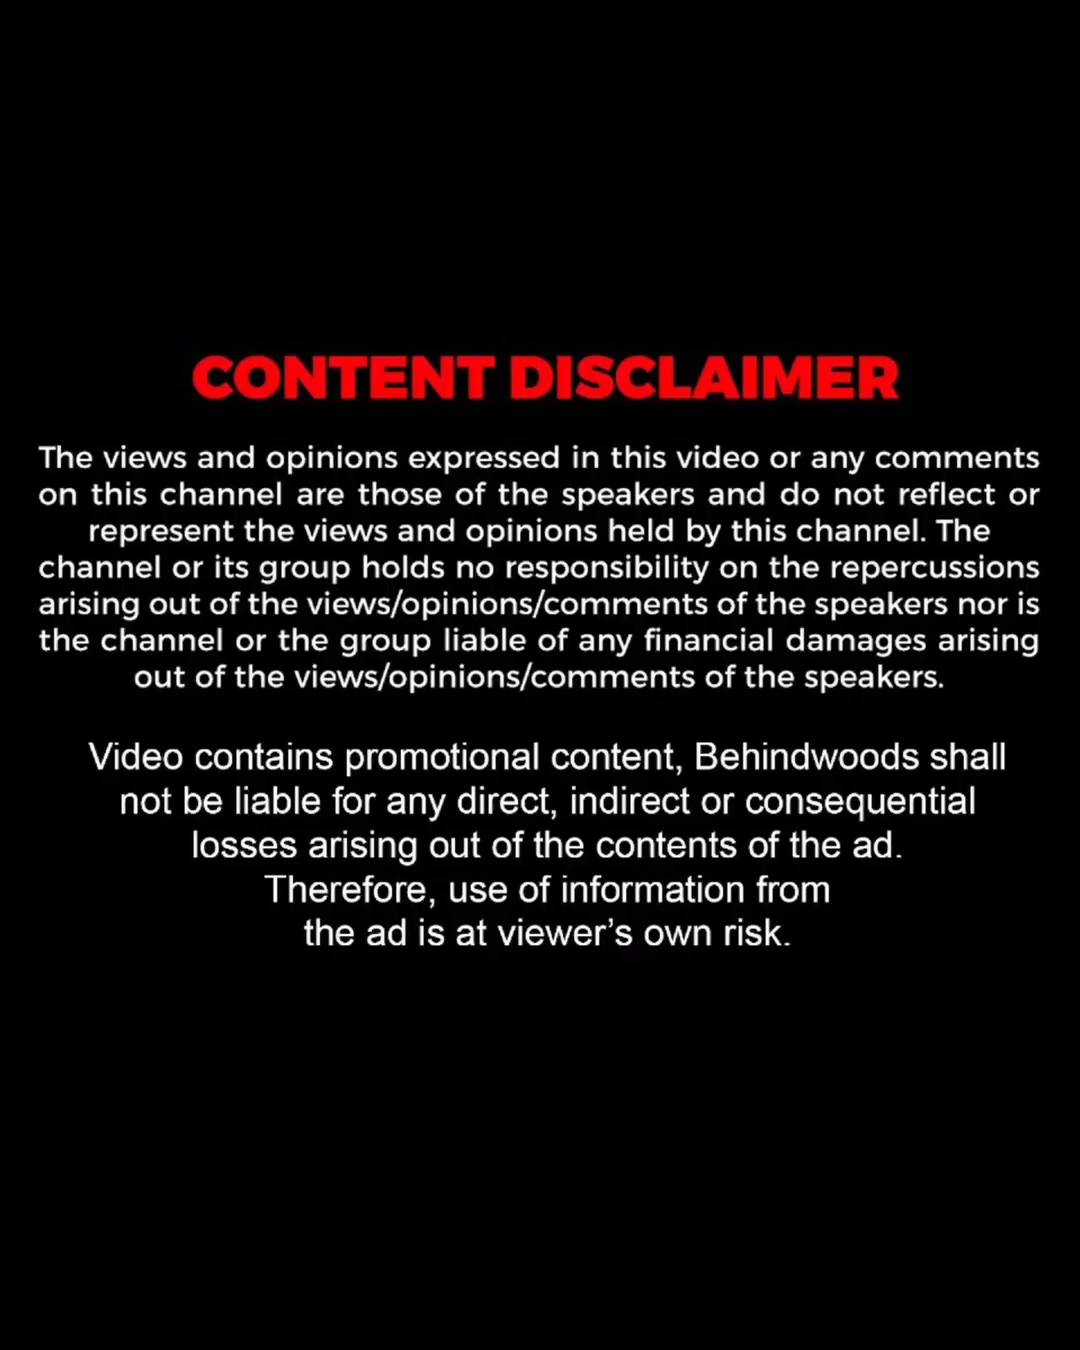 CONTENT DISCLAIMER
The views and opinions expressed in this video or any comments
on this channel are those of the speakers and do not reflect or
represent the views and opinions held by this channel. The
channel or its group holds no responsibility on the repercussions
arising out of the views/opinions/comments of the speakers nor is
the channel or the group liable of any financial damages arising
out of the views/opinions/comments of the speakers.
Video contains promotional content, Behindwoods shall
not be liable for any direct, indirect or consequential
losses arising out of the contents of the ad.
Therefore, use of information from
the ad is at viewer’s own risk.